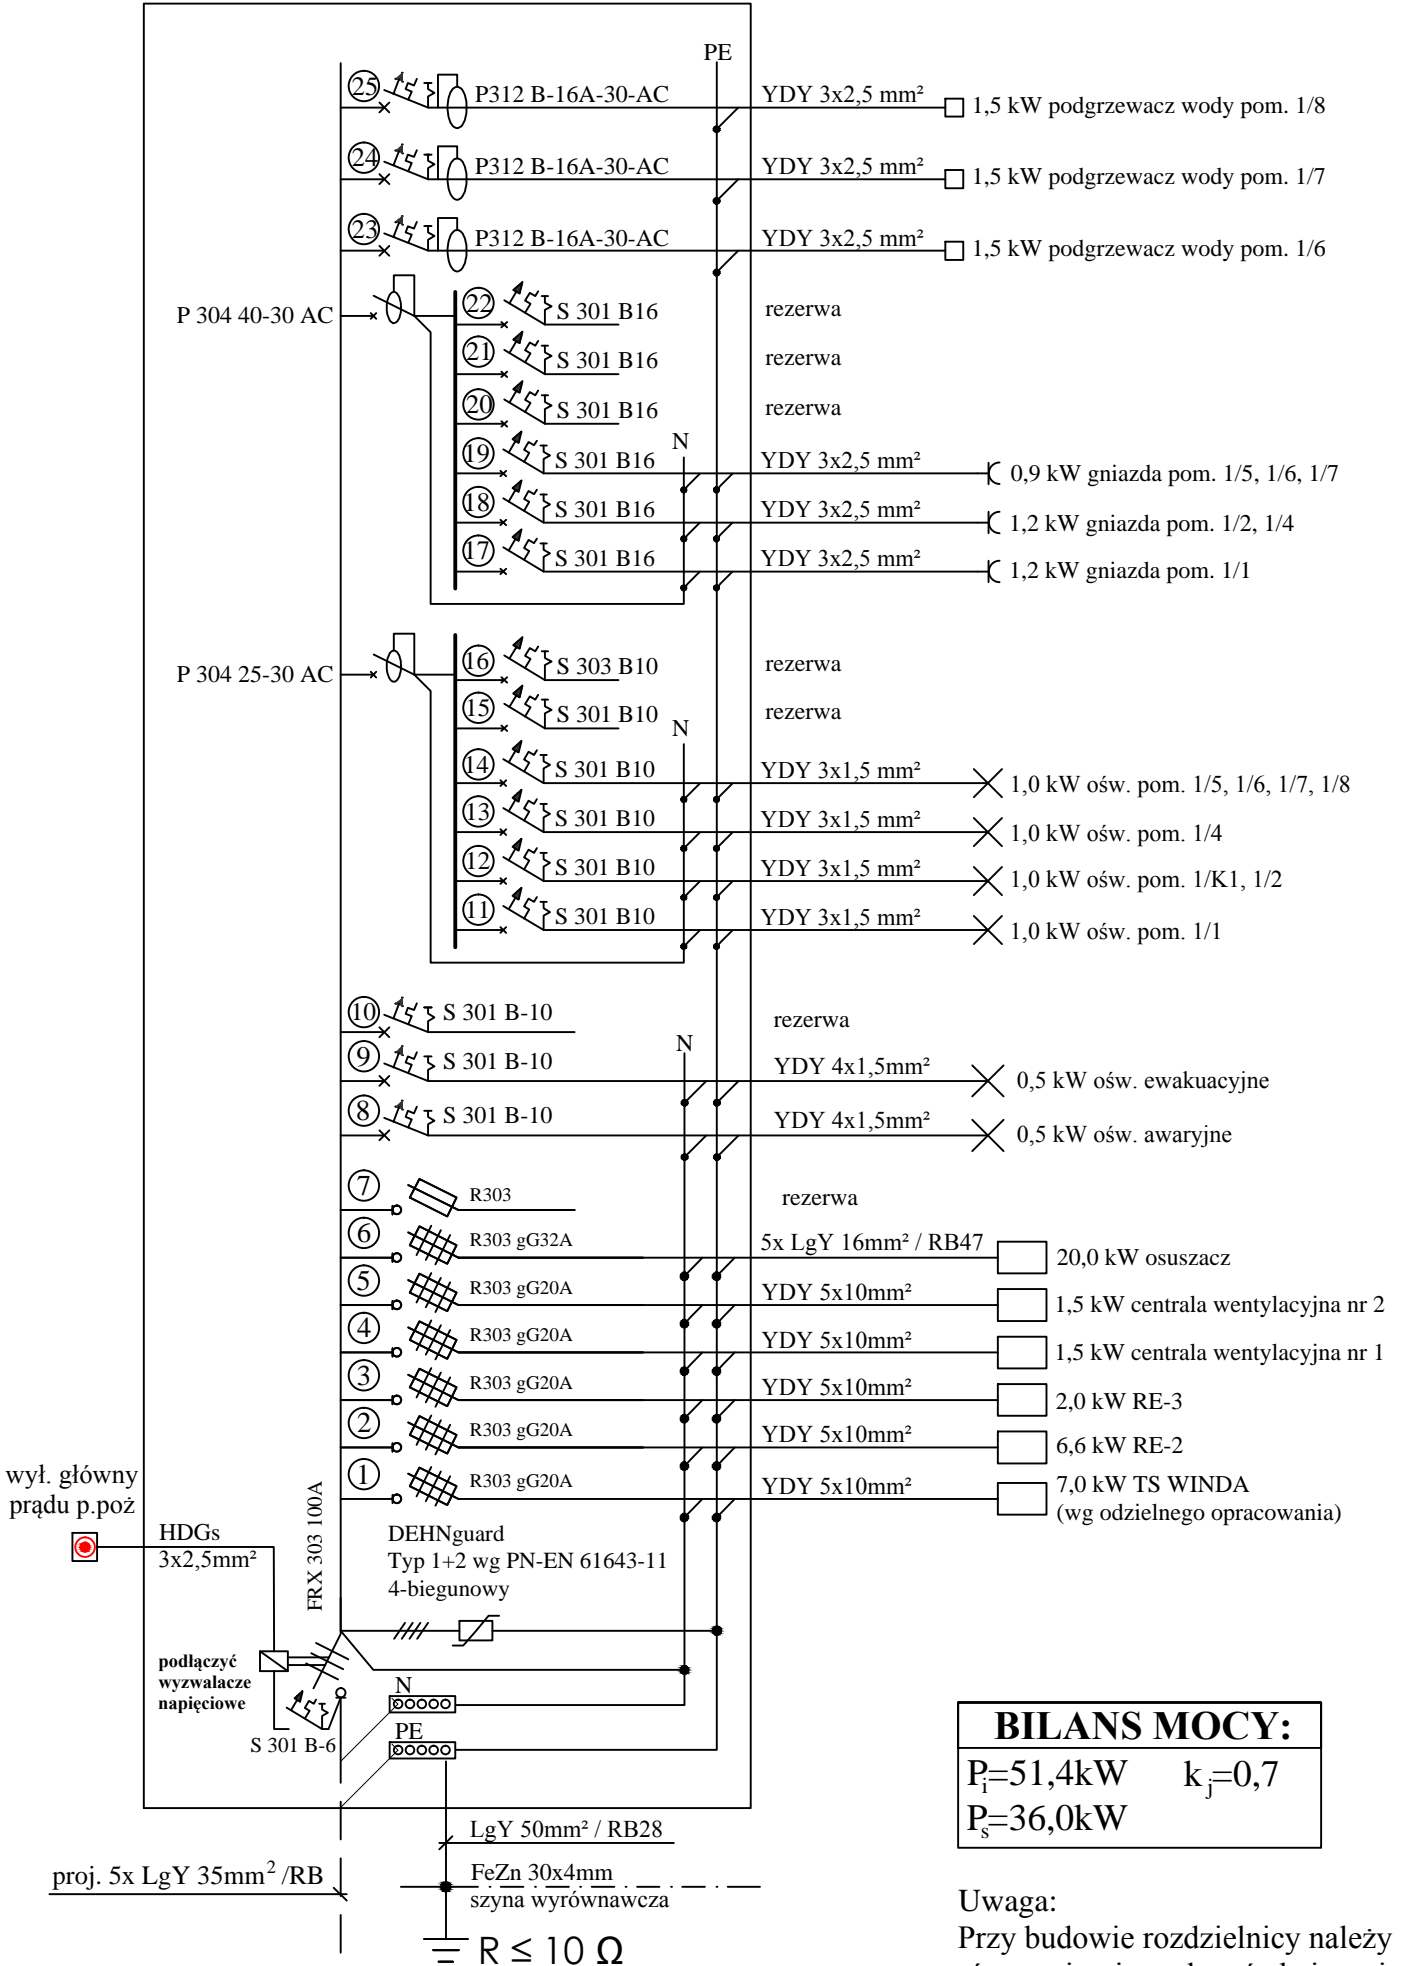 PE
25 P312 B-16A-30-AC YDY 3x2,5 mm² 1,5 kW podgrzewacz wody pom. 1/8
24 P312 B-16A-30-AC YDY 3x2,5 mm² 1,5 kW podgrzewacz wody pom. 1/7
23 P312 B-16A-30-AC YDY 3x2,5 mm² 1,5 kW podgrzewacz wody pom. 1/6
P 304 40-30 AC 22 S 301 B16 rezerwa
21 S 301 B16 rezerwa
20 S 301 B16 rezerwa
N
19 S 301 B16 YDY 3x2,5 mm² 0,9 kW gniazda pom. 1/5, 1/6, 1/7
18 S 301 B16 YDY 3x2,5 mm² 1,2 kW gniazda pom. 1/2, 1/4
17 S 301 B16 YDY 3x2,5 mm² 1,2 kW gniazda pom. 1/1
P 304 25-30 AC 16 S 303 B10 rezerwa
15 S 301 B10 rezerwa
N
14 S 301 B10 YDY 3x1,5 mm² 1,0 kW ośw. pom. 1/5, 1/6, 1/7, 1/8
13 S 301 B10 YDY 3x1,5 mm² 1,0 kW ośw. pom. 1/4
12 S 301 B10 YDY 3x1,5 mm² 1,0 kW ośw. pom. 1/K1, 1/2
11 S 301 B10 YDY 3x1,5 mm² 1,0 kW ośw. pom. 1/1
10 S 301 B-10 rezerwa
N
9 S 301 B-10 YDY 4x1,5mm² 0,5 kW ośw. ewakuacyjne
8 S 301 B-10 YDY 4x1,5mm² 0,5 kW ośw. awaryjne
7 R303 rezerwa
6 R303 gG32A 5x LgY 16mm² / RB47 20,0 kW osuszacz
5 R303 gG20A YDY 5x10mm² 1,5 kW centrala wentylacyjna nr 2
4 R303 gG20A YDY 5x10mm² 1,5 kW centrala wentylacyjna nr 1
3 R303 gG20A YDY 5x10mm² 2,0 kW RE-3
2 R303 gG20A YDY 5x10mm² 6,6 kW RE-2
1 R303 gG20A YDY 5x10mm² 7,0 kW TS WINDA
(wg odzielnego opracowania)
wył. główny
prądu p.poż
HDGs
3x2,5mm²
FRX 303 100A
DEHNguard
Typ 1+2 wg PN-EN 61643-11
4-biegunowy
podłączyć
wyzwalacze
napięciowe
S 301 B-6
N
PE
BILANS MOCY:
Pi=51,4kW kj=0,7
Ps=36,0kW
LgY 50mm² / RB28
proj. 5x LgY 35mm² /RB
FeZn 30x4mm
szyna wyrównawcza
R ≤ 10 Ω
Uwaga:
Przy budowie rozdzielnicy należy